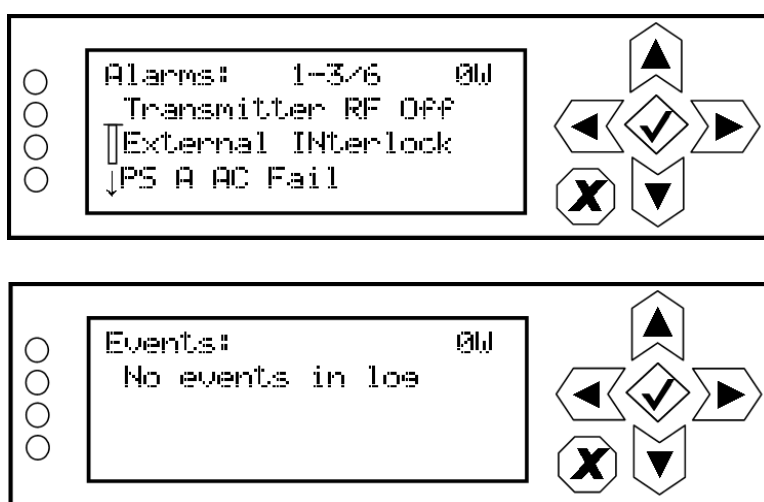 Alarms: 1-3/6 0W
Transmitter RF Off
External INterlock
↓PS A AC Fail
X
Events: 0W
No events in log
X